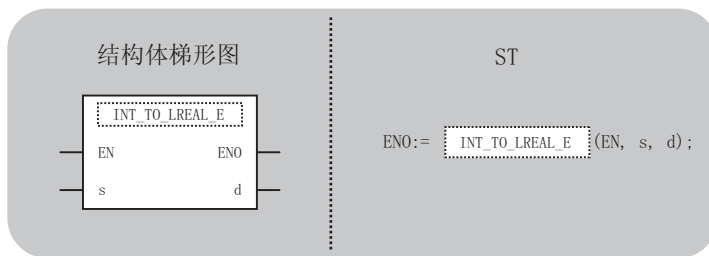 结构体梯形图
INT_TO_LREAL_E
EN ENO
s d
ST
ENO:= INT_TO_LREAL_E (EN, s, d);